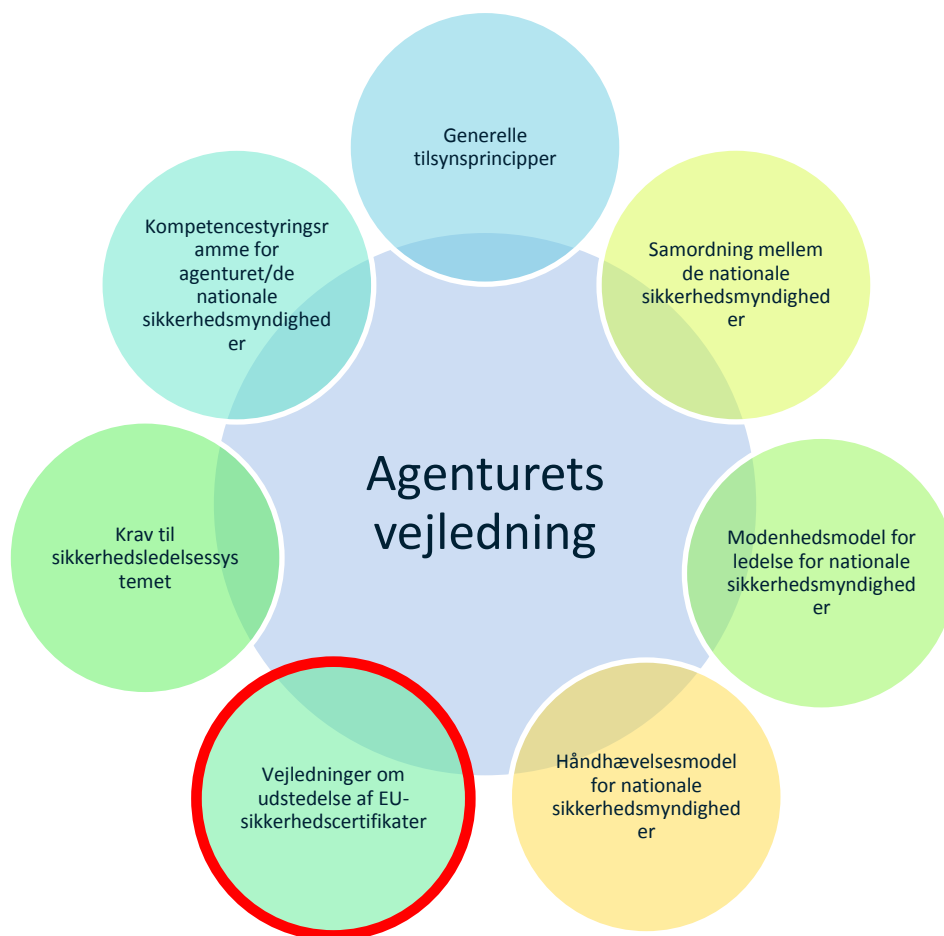 Generelle
tilsynsprincipper
Samordning mellem
de nationale
sikkerhedsmyndighed
er
Modenhedsmodel for
ledelse for nationale
sikkerhedsmyndighed
er
Håndhævelsesmodel
for nationale
sikkerhedsmyndighed
er
Vejledninger om
udstedelse af EU-
sikkerhedscertifikater
Krav til
sikkerhedsledelsessys
temet
Kompetencestyringsr
amme for
agenturet/de
nationale
sikkerhedsmyndighed
er
Agenturets
vejledning